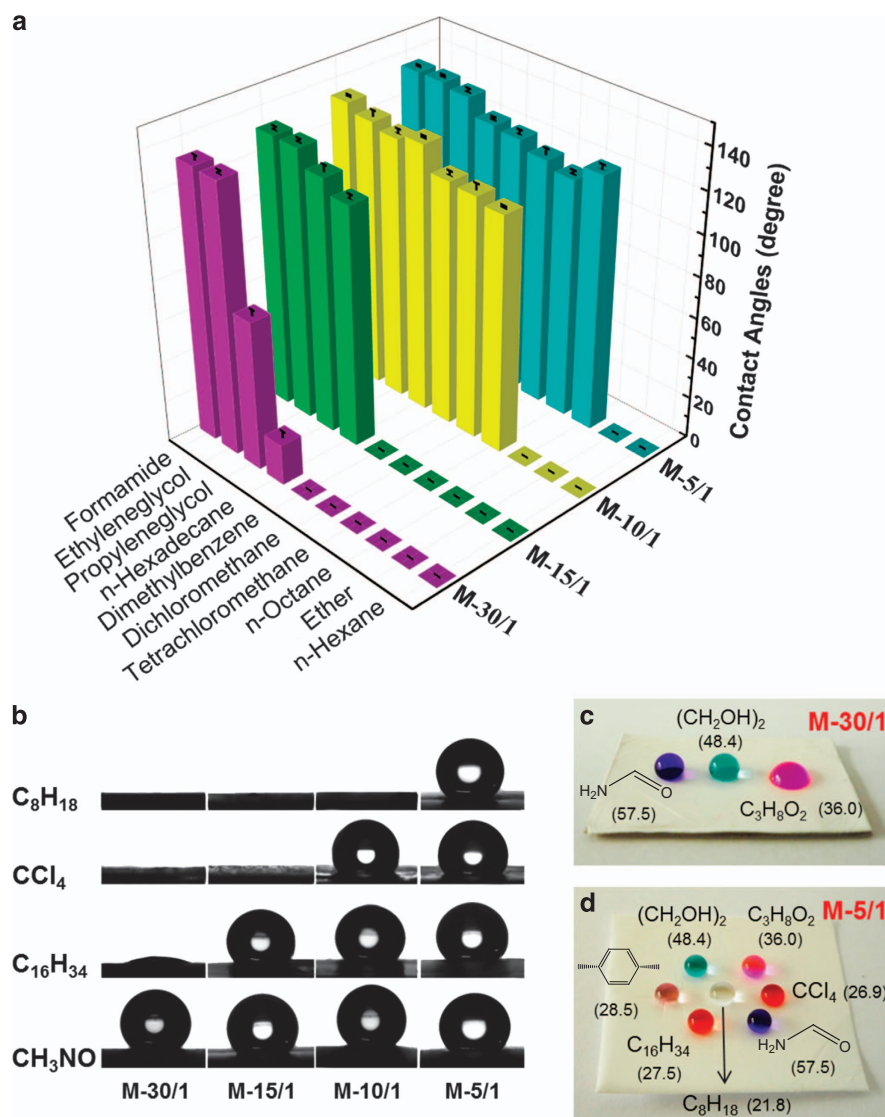 a
140
120
100
80
60
40
20
0
Contact Angles (degree)
Formamide
Ethyleneglycol
Propyleneglycol
n-Hexadecane
Dimethylbenzene
Dichloromethane
Tetrachloromethane
n-Octane
Ether
n-Hexane
M-5/1
M-10/1
M-15/1
M-30/1
b
C₈H₁₈
CCl₄
C₁₆H₃₄
CH₃NO
M-30/1 M-15/1 M-10/1 M-5/1
c
(CH₂OH)₂
(48.4)
M-30/1
H₂N O
(57.5)
C₃H₈O₂ (36.0)
d
(CH₂OH)₂
(48.4)
C₃H₈O₂
(36.0)
M-5/1
(28.5)
CCl₄ (26.9)
C₁₆H₃₄
(27.5)
H₂N O
(57.5)
C₈H₁₈ (21.8)